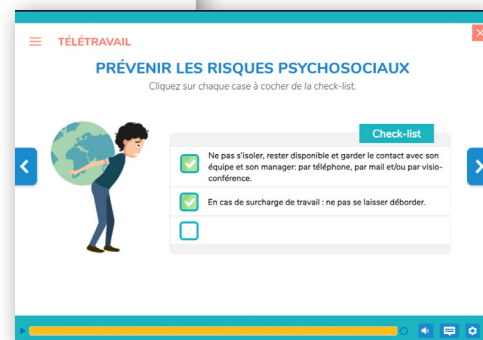 TÉLÉTRAVAIL
PRÉVENIR LES RISQUES PSYCHOSOCIAUX
Cliquez sur chaque case à cocher de la check-list.
Check-list
Ne pas s'isoler, rester disponible et garder le contact avec son
équipe et son manager: par téléphone, par mail et/ou par visio-
conférence.
En cas de surcharge de travail : ne pas se laisser déborder.